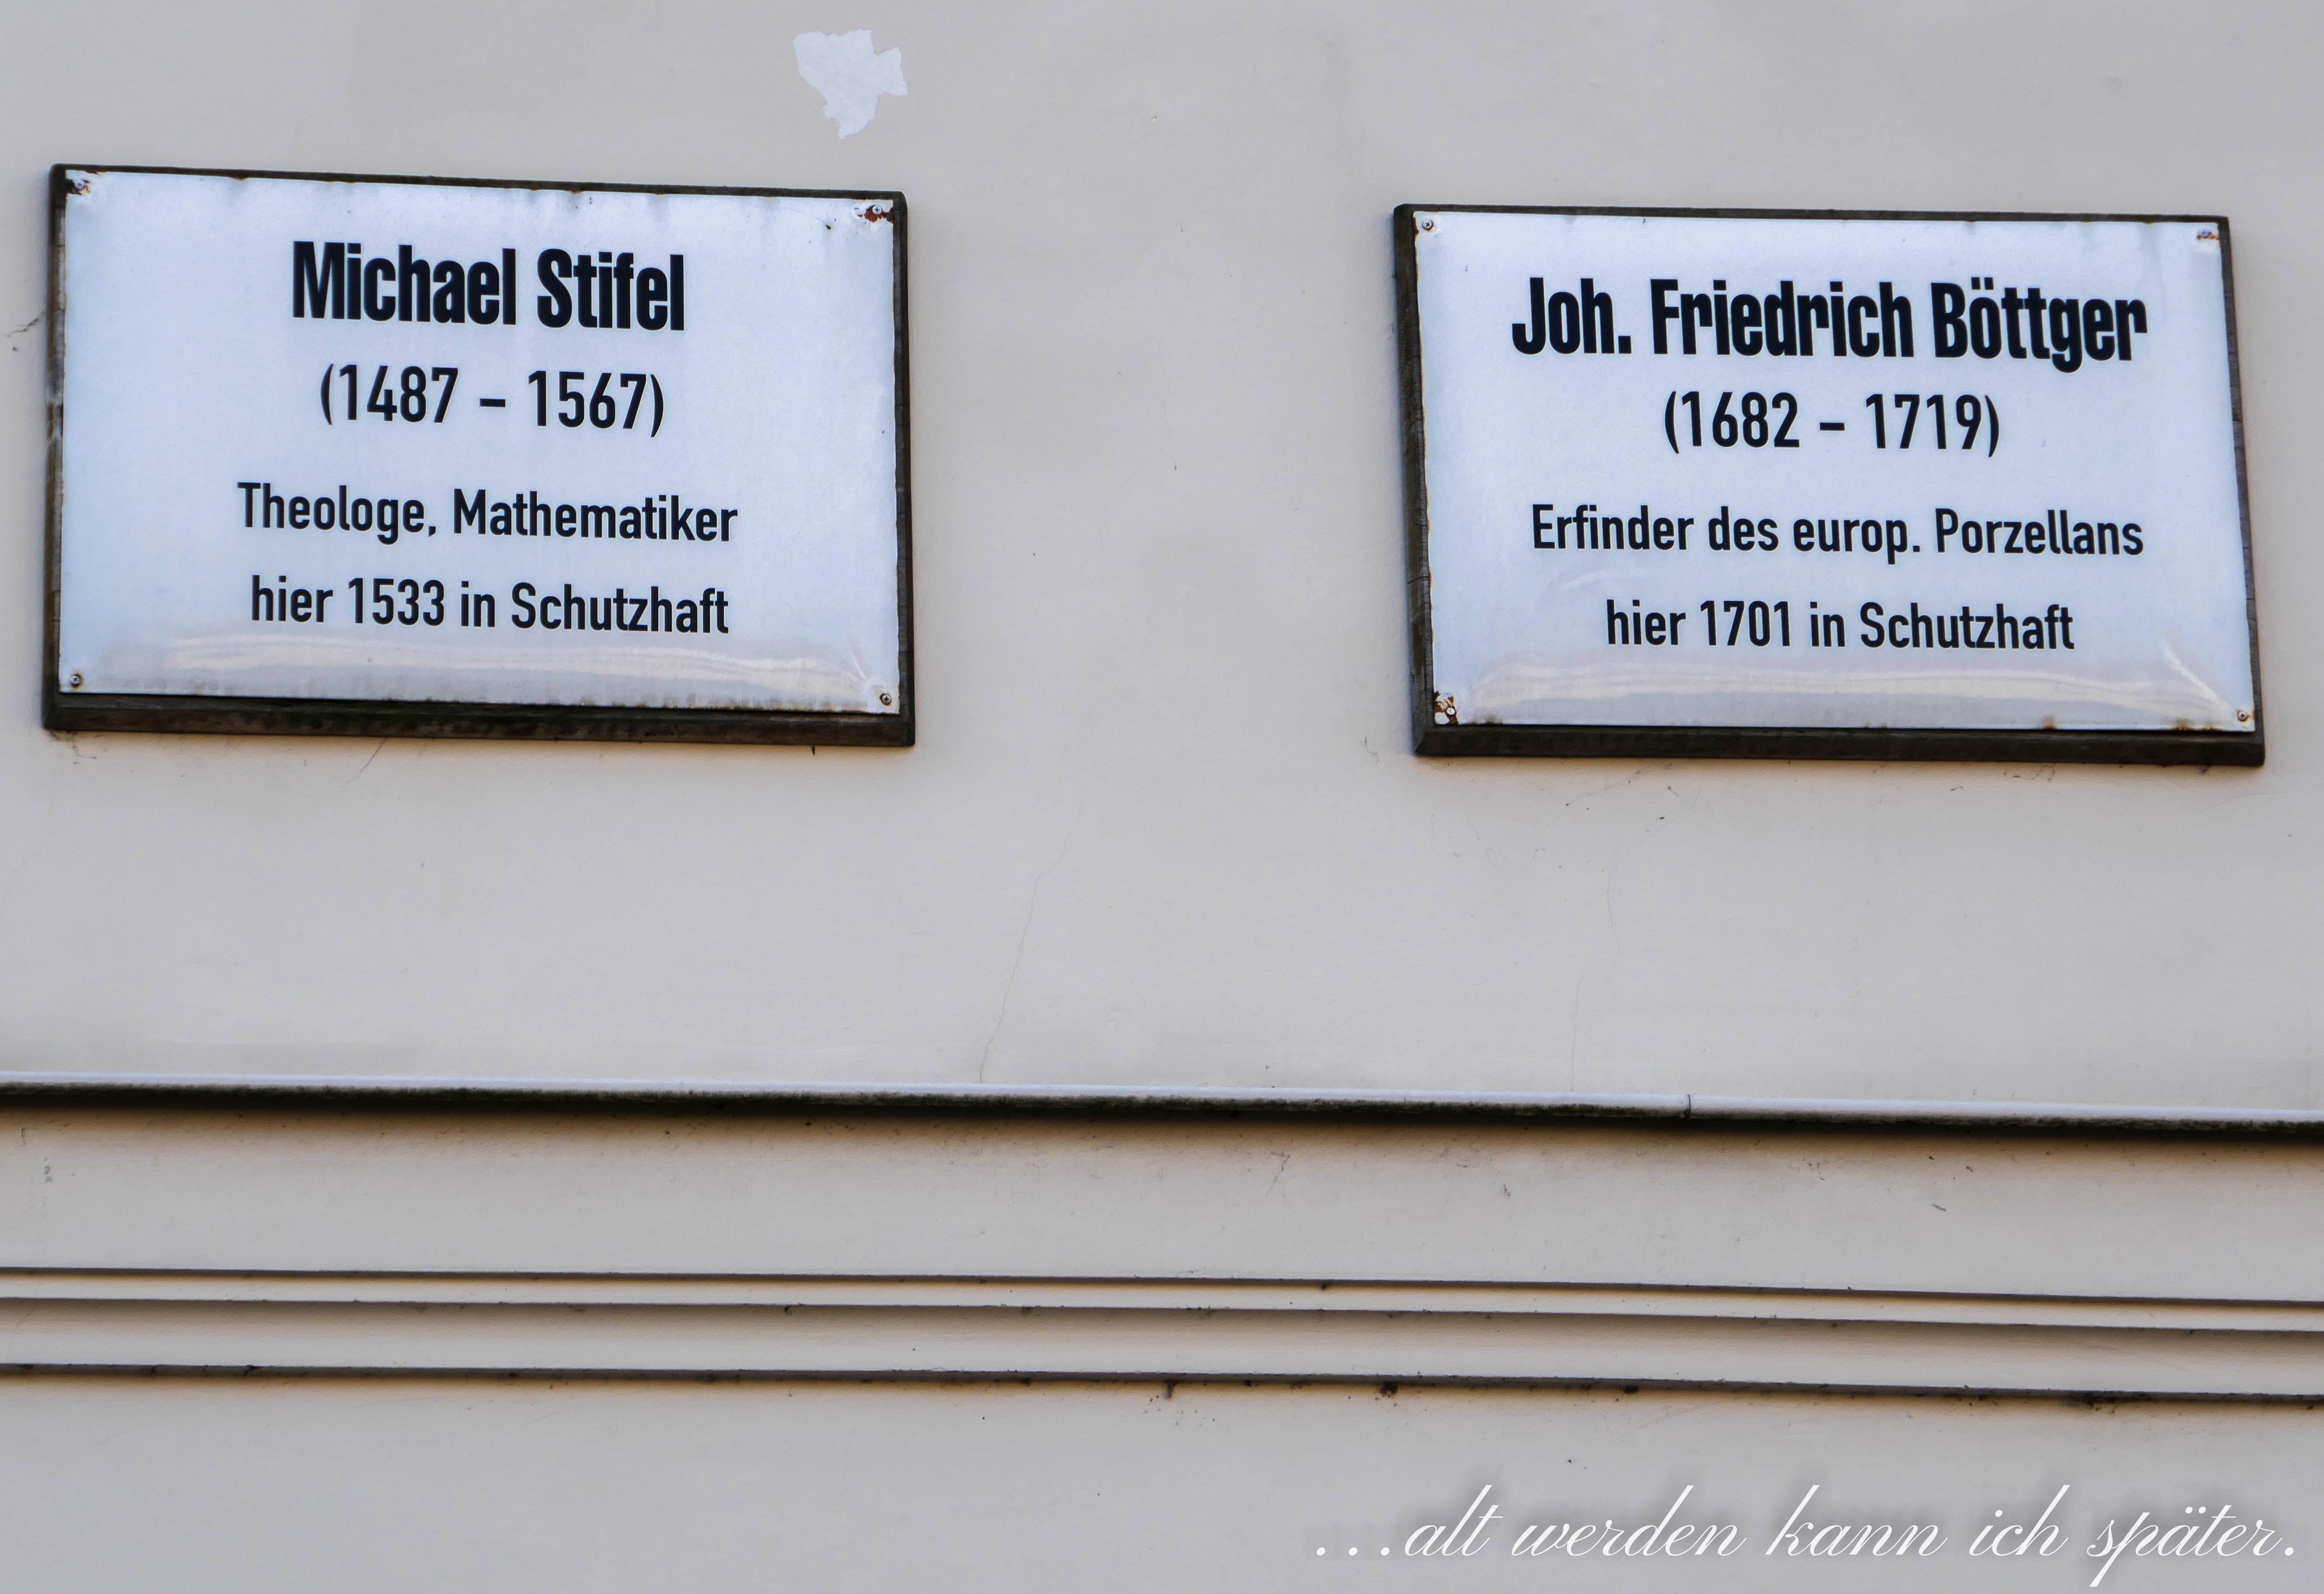 Michael Stifel
(1487 – 1567)
Theologe, Mathematiker
hier 1533 in Schutzhaft
Joh. Friedrich Böttger
(1682 – 1719)
Erfinder des europ. Porzellans
hier 1701 in Schutzhaft
...alt werden kann ich später.